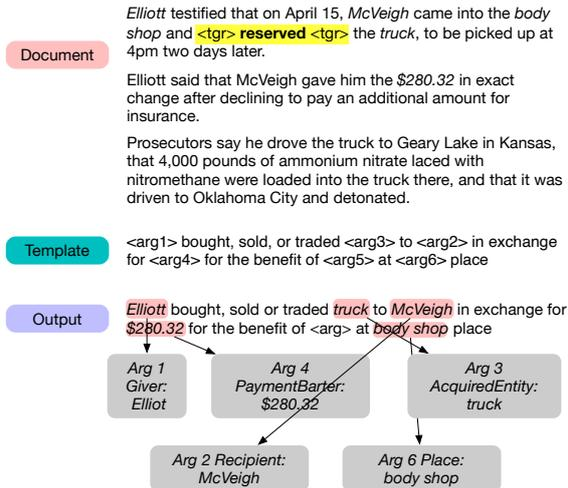 Elliott testified that on April 15, McVeigh came into the body
shop and <tgr> reserved <tgr> the truck, to be picked up at
4pm two days later.
Document
Elliott said that McVeigh gave him the $280.32 in exact
change after declining to pay an additional amount for
insurance.
Prosecutors say he drove the truck to Geary Lake in Kansas,
that 4,000 pounds of ammonium nitrate laced with
nitromethane were loaded into the truck there, and that it was
driven to Oklahoma City and detonated.
Template
<arg1> bought, sold, or traded <arg3> to <arg2> in exchange
for <arg4> for the benefit of <arg5> at <arg6> place
Output
Elliott bought, sold or traded truck to McVeigh in exchange for
$280.32 for the benefit of <arg> at body shop place
Arg 1
Giver:
Elliot
Arg 4
PaymentBarter:
$280.32
Arg 3
AcquiredEntity:
truck
Arg 2 Recipient:
McVeigh
Arg 6 Place:
body shop